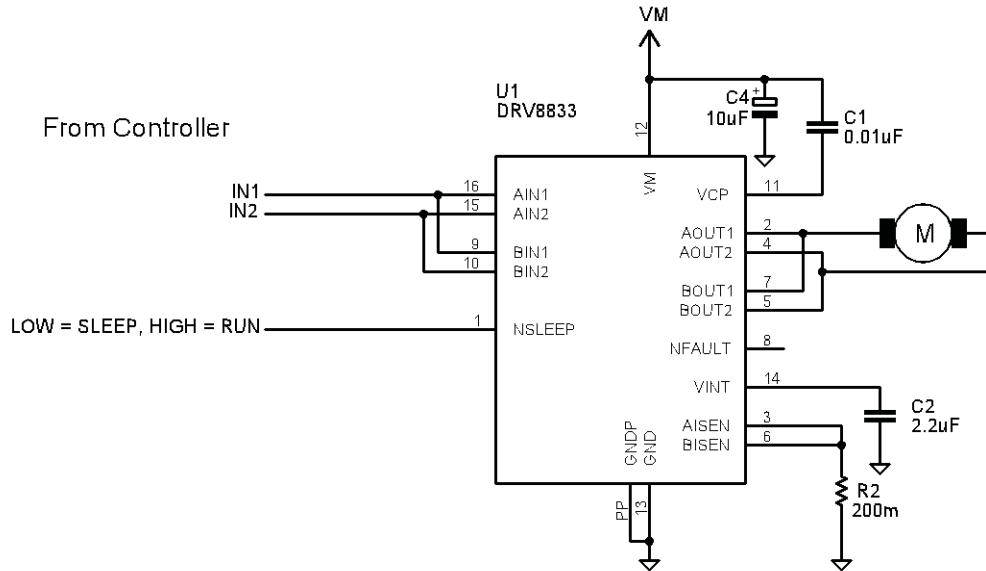 VM
U1
DRV8833
C4
10uF
+
C1
0.01uF
From Controller
12
VM
IN1
16
AIN1
VCP
11
IN2
15
AIN2
AOUT1
2
M
AOUT2
4
9
BIN1
10
BIN2
BOUT1
7
BOUT2
5
LOW = SLEEP, HIGH = RUN
1
NSLEEP
NFAULT
8
VINT
14
C2
2.2uF
AISEN
3
BISEN
6
GNDP
GND
PP
13
R2
200m